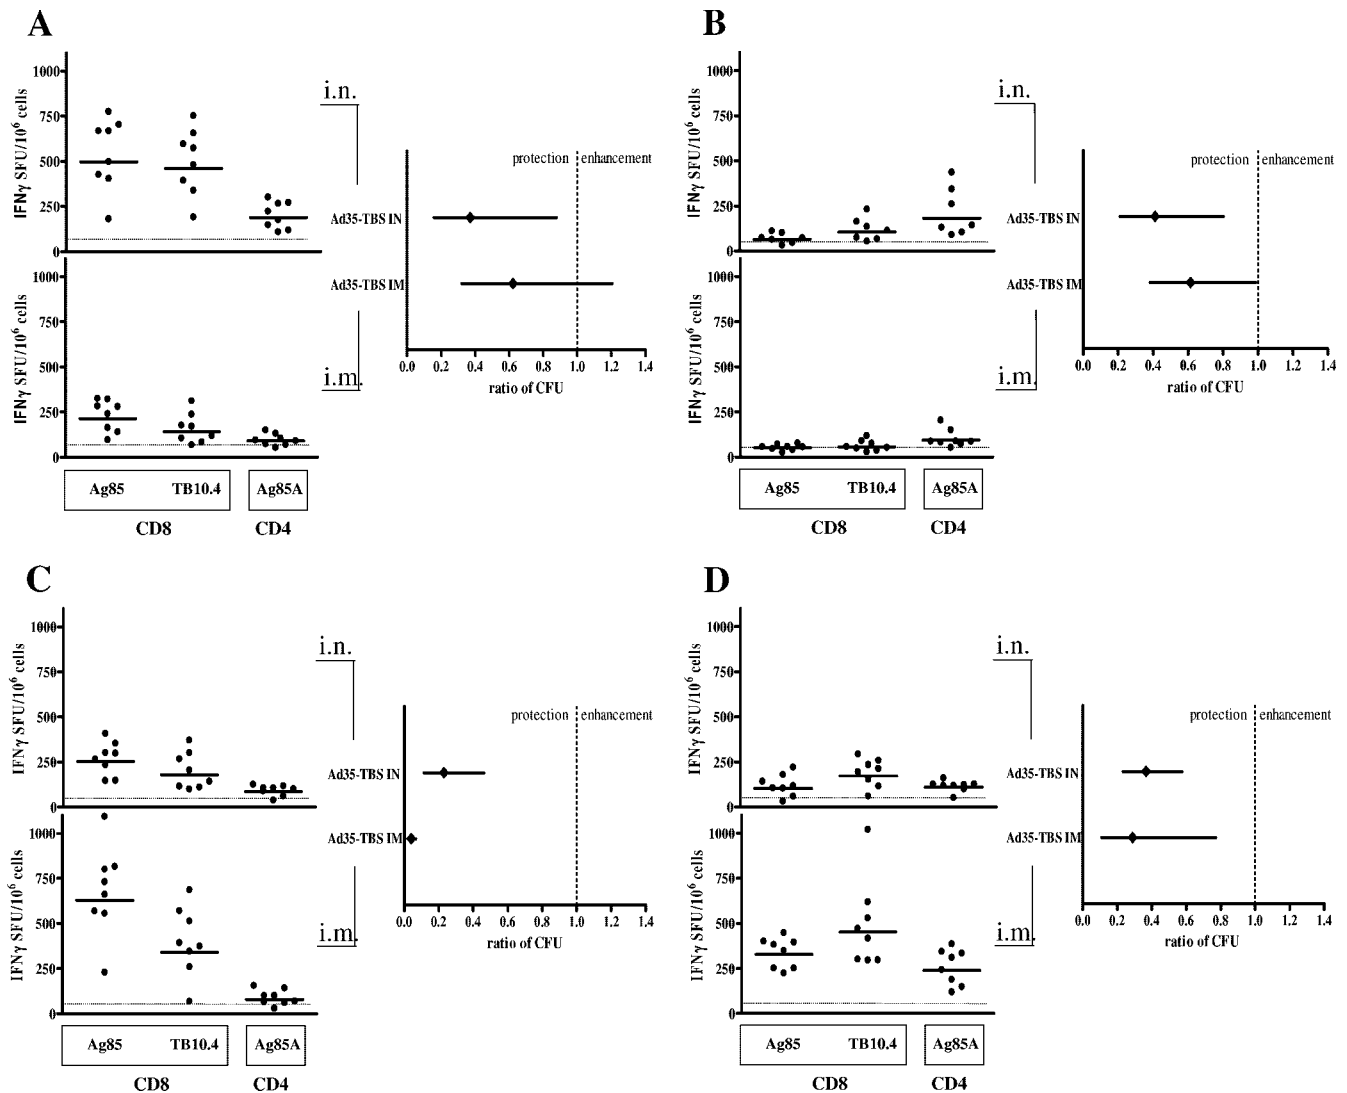 A
IFNγ SFU/10⁶ cells
1000
750
500
250
0
i.n.
protection
enhancement
Ad35-TBS IN
Ad35-TBS IM
0.0 0.2 0.4 0.6 0.8 1.0 1.2 1.4
ratio of CFU
IFNγ SFU/10⁶ cells
1000
750
500
250
0
i.m.
Ag85 TB10.4 Ag85A
CD8 CD4
B
IFNγ SFU/10⁶ cells
1000
750
500
250
0
i.n.
protection
enhancement
Ad35-TBS IN
Ad35-TBS IM
0.0 0.2 0.4 0.6 0.8 1.0 1.2 1.4
ratio of CFU
IFNγ SFU/10⁶ cells
1000
750
500
250
0
i.m.
Ag85 TB10.4 Ag85A
CD8 CD4
C
IFNγ SFU/10⁶ cells
1000
750
500
250
0
i.n.
protection
enhancement
Ad35-TBS IN
Ad35-TBS IM
0.0 0.2 0.4 0.6 0.8 1.0 1.2 1.4
ratio of CFU
IFNγ SFU/10⁶ cells
1000
750
500
250
0
i.m.
Ag85 TB10.4 Ag85A
CD8 CD4
D
IFNγ SFU/10⁶ cells
1000
750
500
250
0
i.n.
protection
enhancement
Ad35-TBS IN
Ad35-TBS IM
0.0 0.2 0.4 0.6 0.8 1.0 1.2 1.4
ratio of CFU
IFNγ SFU/10⁶ cells
1000
750
500
250
0
i.m.
Ag85 TB10.4 Ag85A
CD8 CD4